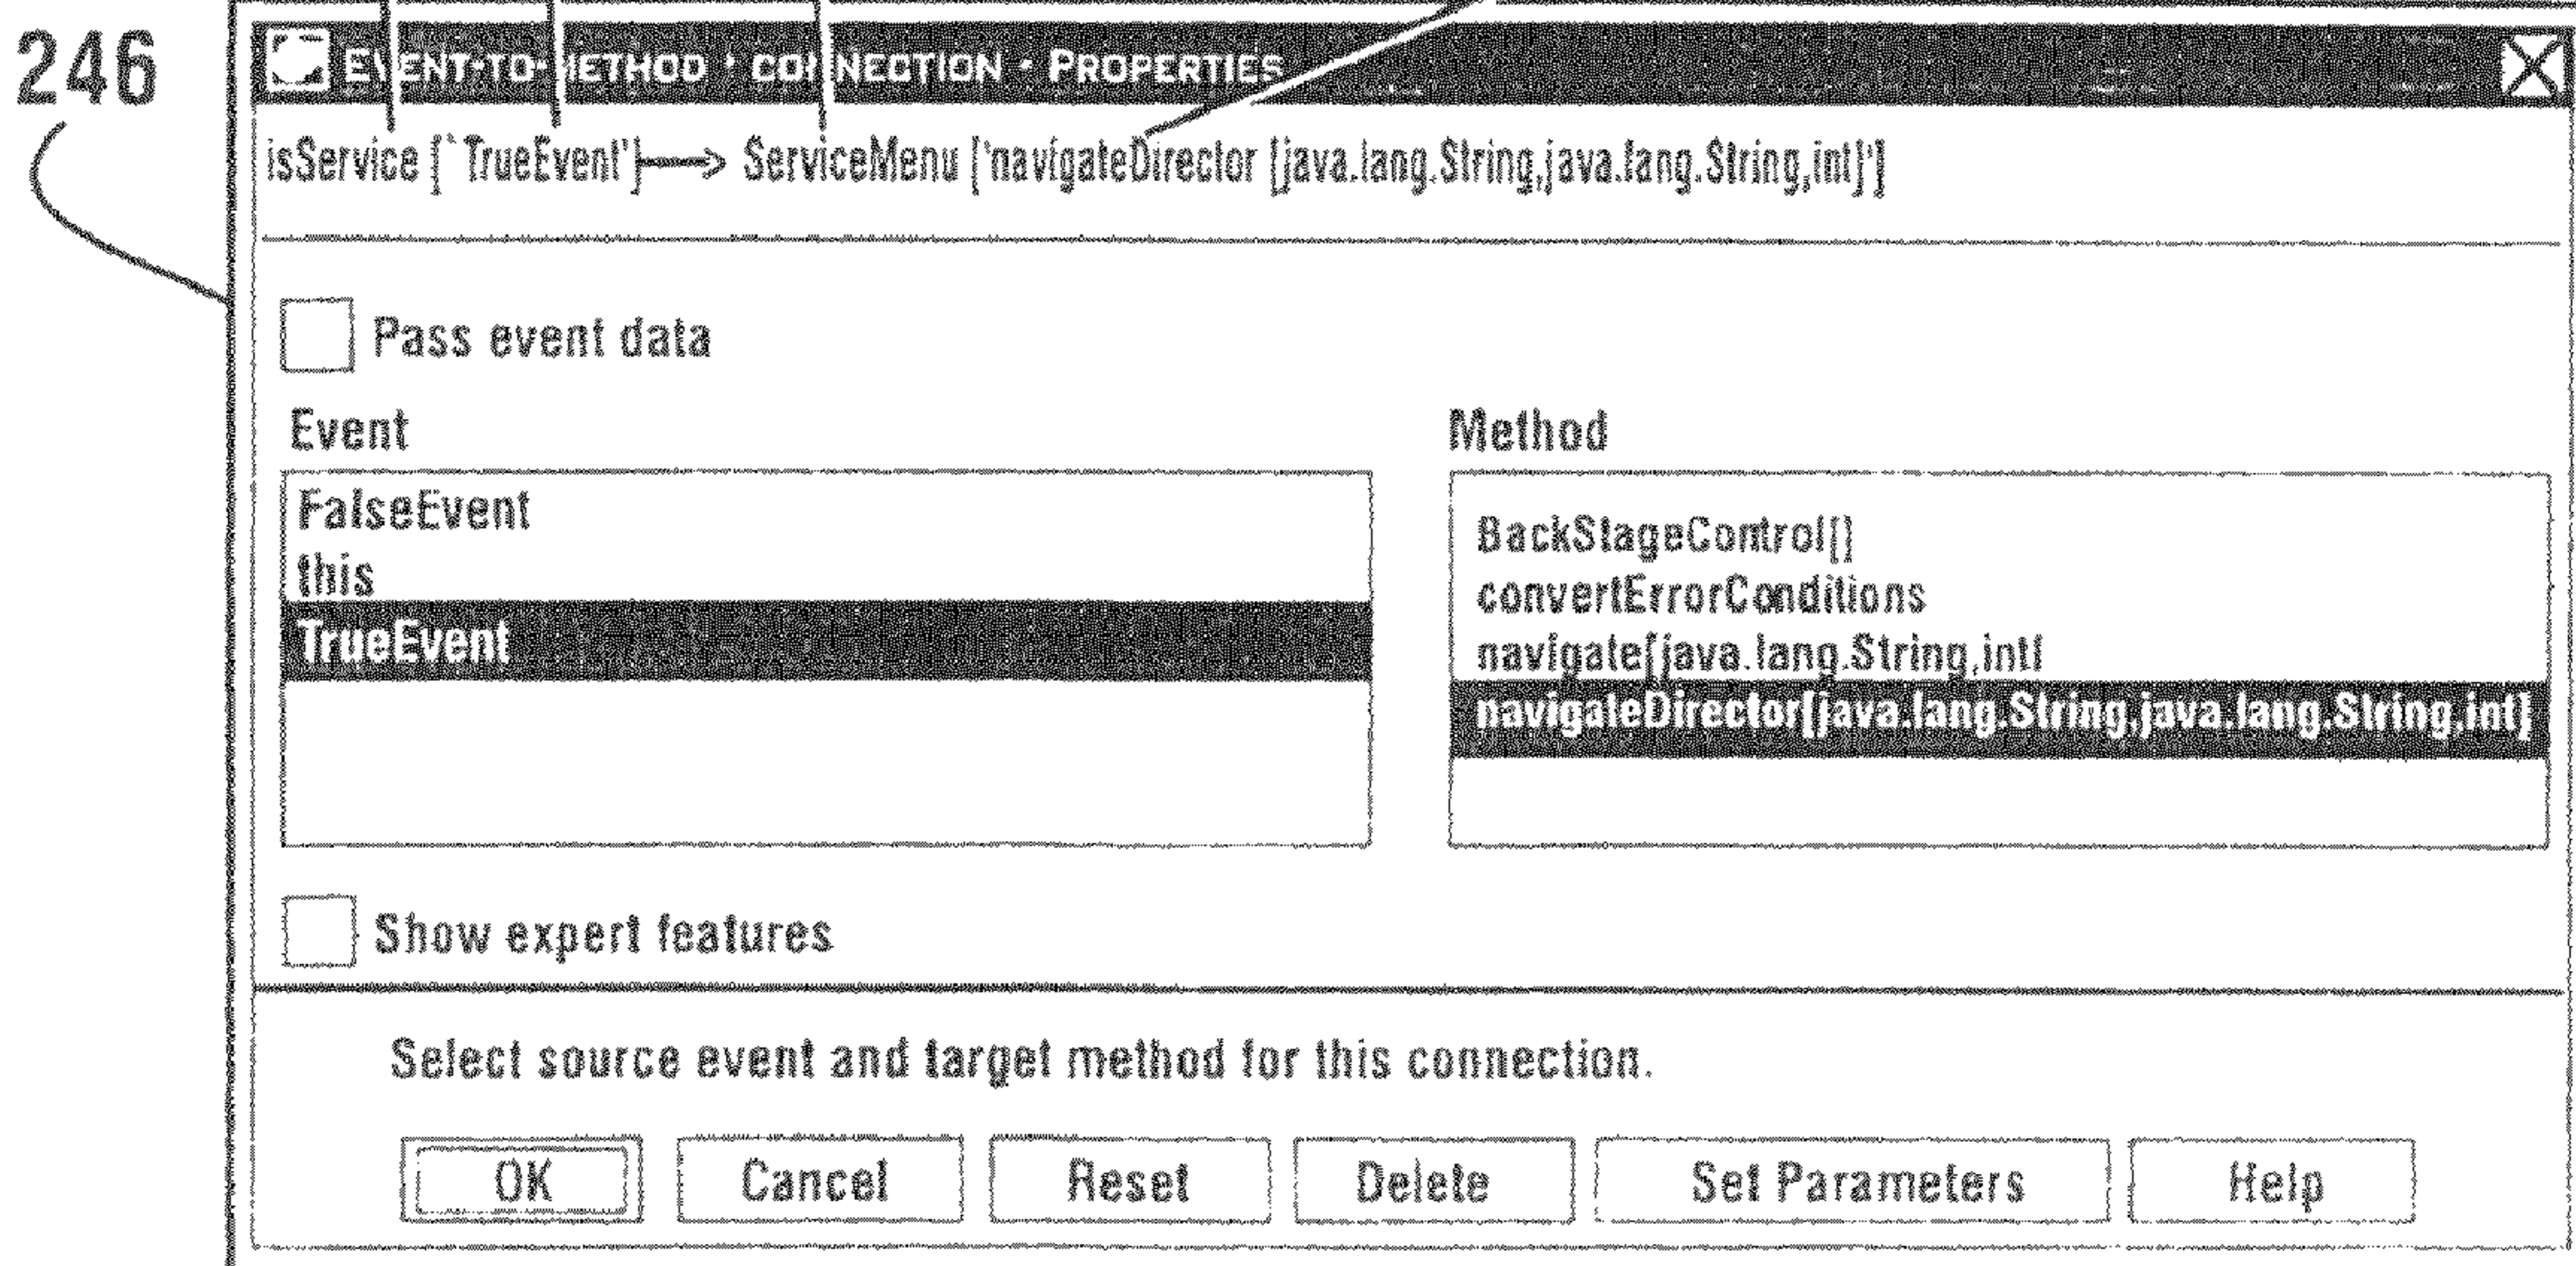 246
EVENT-TO-METHOD · CONNECTION · PROPERTIES
isService [`TrueEvent'] ⟶ ServiceMenu ['navigateDirector [java.lang.String,java.lang.String,int]']
Pass event data
Event Method
FalseEvent
this
TrueEvent
BackStageControl[]
convertErrorConditions
navigate[java.lang.String,int[
navigateDirector[java.lang.String,java.lang.String,int]
Show expert features
Select source event and target method for this connection.
OK Cancel Reset Delete Set Parameters Help